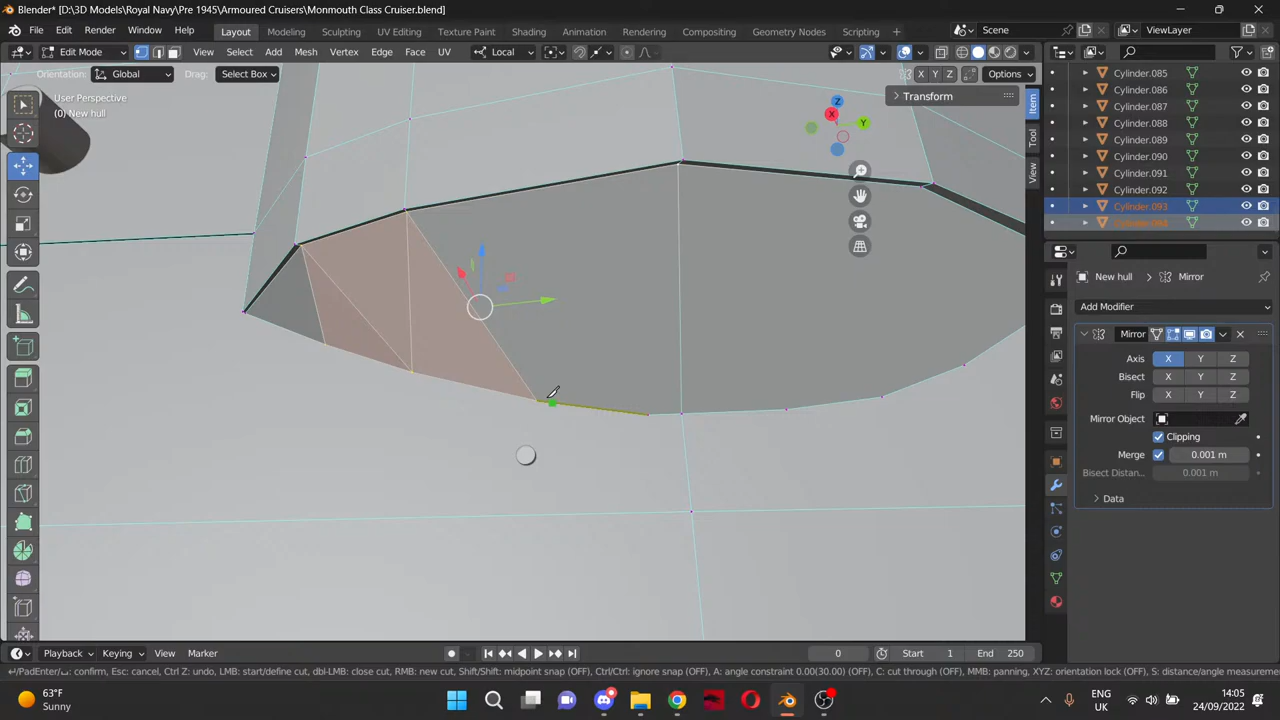 Blender* [D:\3D Models\Royal Navy\Pre 1945\Armoured Cruisers\Monmouth Class Cruiser.blend]
File Edit Render Window Help Layout Modeling Sculpting UV Editing Texture Paint Shading Animation Rendering Compositing Geometry Nodes Scripting + Scene ViewLayer
Edit Mode View Select Add Mesh Vertex Edge Face UV Local
Orientation: Global Drag: Select Box X Y Z Options
User Perspective
(0) New hull
Transform
Item
Tool
View
Z
X
Y
Cylinder.085
Cylinder.086
Cylinder.087
Cylinder.088
Cylinder.089
Cylinder.090
Cylinder.091
Cylinder.092
Cylinder.093
New hull > Mirror
Add Modifier
Mirror
Axis X Y Z
Bisect X Y Z
Flip X Y Z
Mirror Object
Clipping
Merge 0.001 m
Bisect Distan.. 0.001 m
Data
Playback Keying View Marker 0 Start 1 End 250
/PadEnter/: confirm, Esc: cancel, Ctrl Z: undo, LMB: start/define cut, dbl-LMB: close cut, RMB: new cut, Shift/Shift: midpoint snap (OFF), Ctrl/Ctrl: ignore snap (OFF), A: angle constraint 0.00(30.00) (OFF), C: cut through (OFF), MMB: panning, XYZ: orientation lock (OFF), S: distance/angle measurem
63°F
Sunny
ENG
UK
14:05
24/09/2022